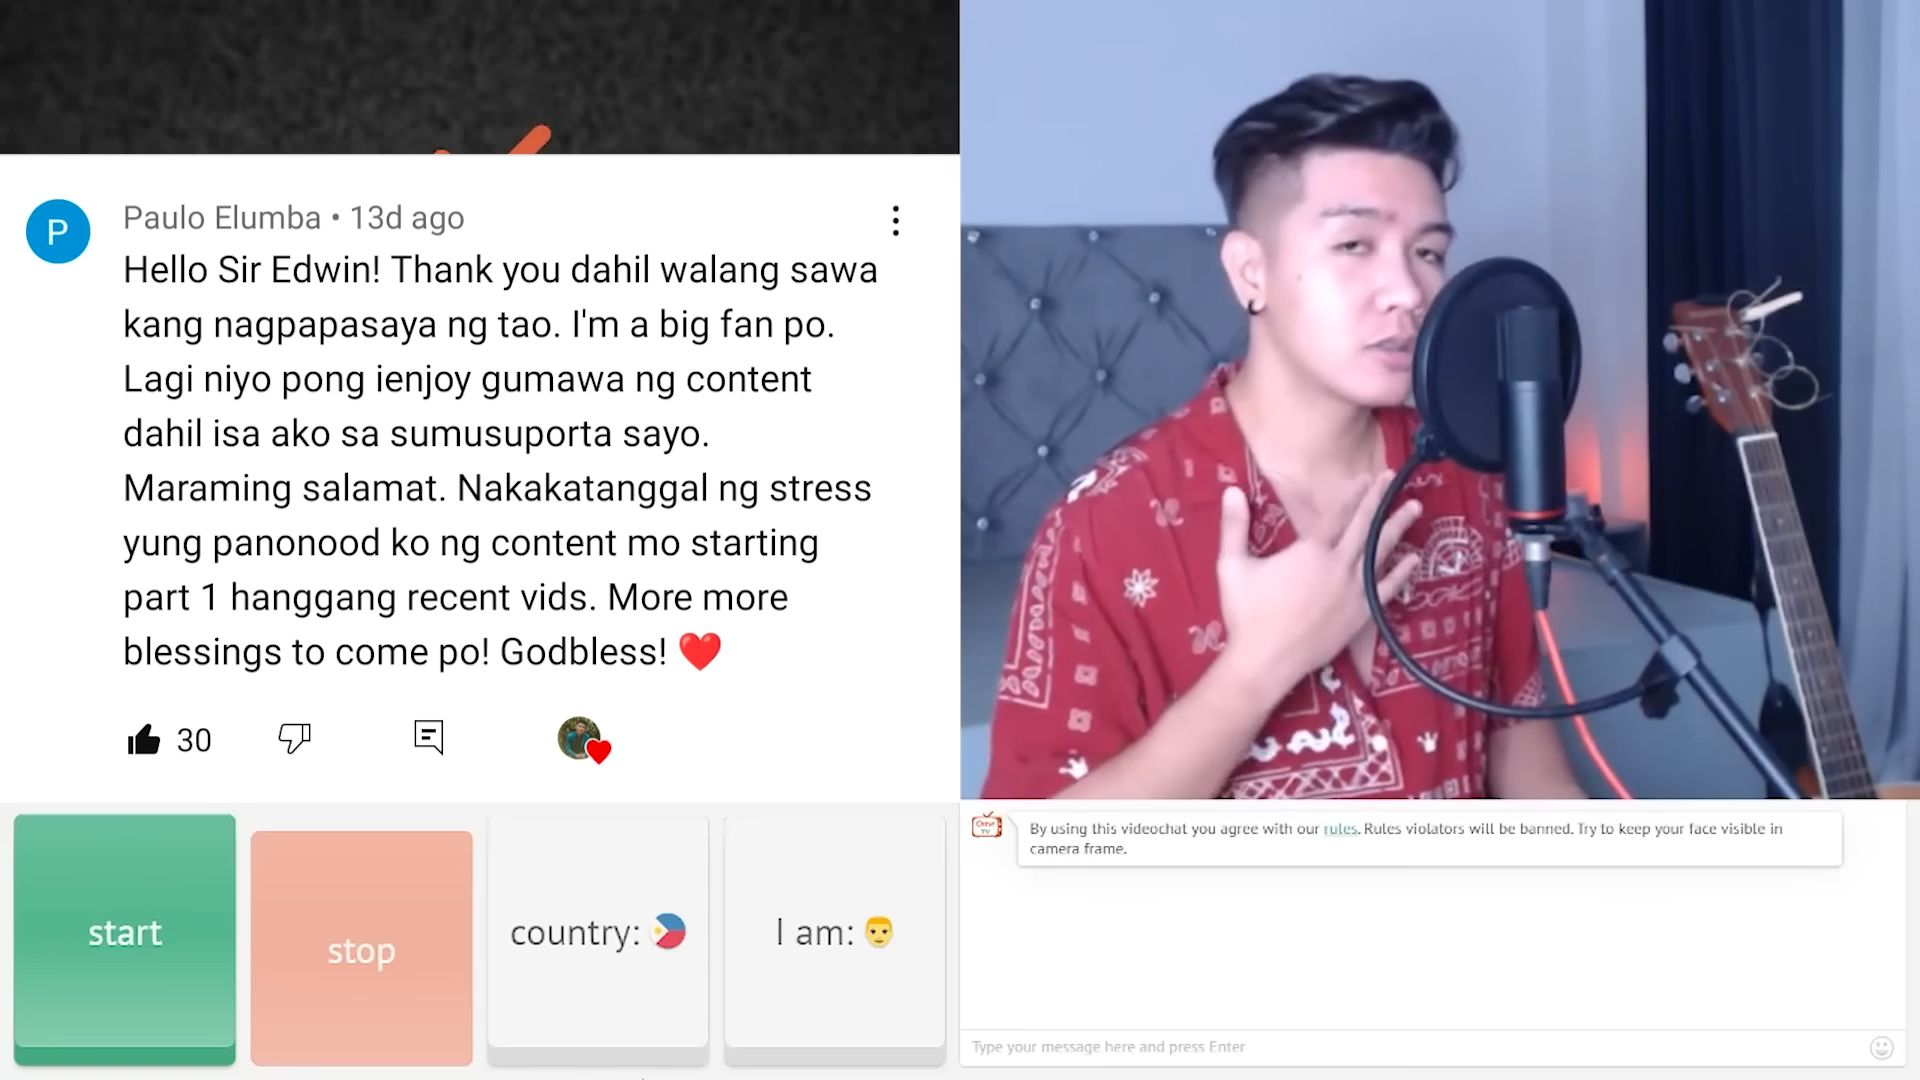 P
Paulo Elumba • 13d ago
Hello Sir Edwin! Thank you dahil walang sawa
kang nagpapasaya ng tao. I'm a big fan po.
Lagi niyo pong ienjoy gumawa ng content
dahil isa ako sa sumusuporta sayo.
Maraming salamat. Nakakatanggal ng stress
yung panonood ko ng content mo starting
part 1 hanggang recent vids. More more
blessings to come po! Godbless! ❤️
30
start
stop
country: 🇵🇭
I am: 👨
Ome TV
By using this videochat you agree with our rules. Rules violators will be banned. Try to keep your face visible in
camera frame.
Type your message here and press Enter